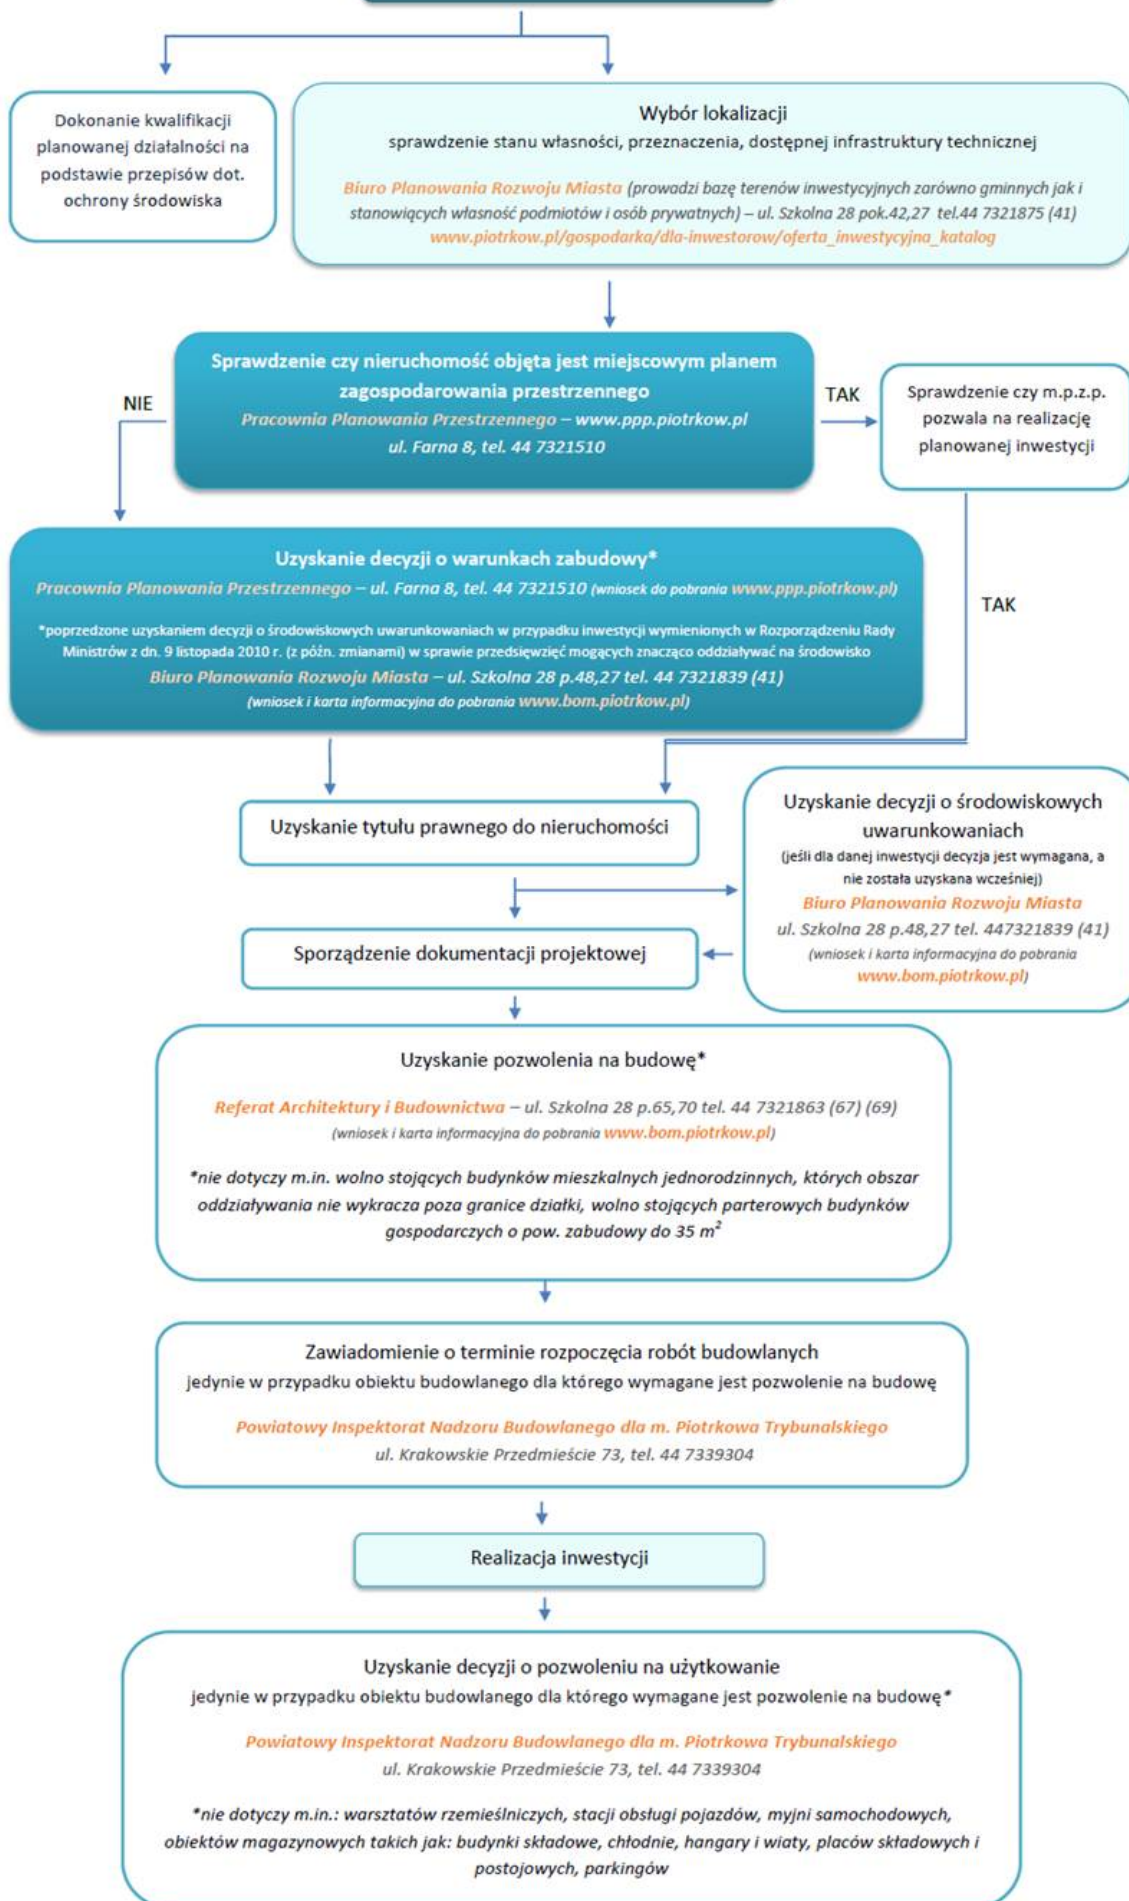 Dokonanie kwalifikacji
planowanej działalności na
podstawie przepisów dot.
ochrony środowiska
Wybór lokalizacji
sprawdzenie stanu własności, przeznaczenia, dostępnej infrastruktury technicznej
Biuro Planowania Rozwoju Miasta (prowadzi bazę terenów inwestycyjnych zarówno gminnych jak i
stanowiących własność podmiotów i osób prywatnych) – ul. Szkolna 28 pok.42,27 tel.44 7321875 (41)
www.piotrkow.pl/gospodarka/dla-inwestorow/oferta_inwestycyjna_katalog
Sprawdzenie czy nieruchomość objęta jest miejscowym planem
zagospodarowania przestrzennego
Pracownia Planowania Przestrzennego – www.ppp.piotrkow.pl
ul. Farna 8, tel. 44 7321510
NIE
TAK
Sprawdzenie czy m.p.z.p.
pozwala na realizację
planowanej inwestycji
Uzyskanie decyzji o warunkach zabudowy*
Pracownia Planowania Przestrzennego – ul. Farna 8, tel. 44 7321510 (wniosek do pobrania www.ppp.piotrkow.pl)
*poprzedzone uzyskaniem decyzji o środowiskowych uwarunkowaniach w przypadku inwestycji wymienionych w Rozporządzeniu Rady
Ministrów z dn. 9 listopada 2010 r. (z późn. zmianami) w sprawie przedsięwzięć mogących znacząco oddziaływać na środowisko
Biuro Planowania Rozwoju Miasta – ul. Szkolna 28 p.48,27 tel. 44 7321839 (41)
(wniosek i karta informacyjna do pobrania www.bom.piotrkow.pl)
TAK
Uzyskanie tytułu prawnego do nieruchomości
Uzyskanie decyzji o środowiskowych
uwarunkowaniach
(jeśli dla danej inwestycji decyzja jest wymagana, a
nie została uzyskana wcześniej)
Biuro Planowania Rozwoju Miasta
ul. Szkolna 28 p.48,27 tel. 447321839 (41)
(wniosek i karta informacyjna do pobrania
www.bom.piotrkow.pl)
Sporządzenie dokumentacji projektowej
Uzyskanie pozwolenia na budowę*
Referat Architektury i Budownictwa – ul. Szkolna 28 p.65,70 tel. 44 7321863 (67) (69)
(wniosek i karta informacyjna do pobrania www.bom.piotrkow.pl)
*nie dotyczy m.in. wolno stojących budynków mieszkalnych jednorodzinnych, których obszar
oddziaływania nie wykracza poza granice działki, wolno stojących parterowych budynków
gospodarczych o pow. zabudowy do 35 m²
Zawiadomienie o terminie rozpoczęcia robót budowlanych
jedynie w przypadku obiektu budowlanego dla którego wymagane jest pozwolenie na budowę
Powiatowy Inspektorat Nadzoru Budowlanego dla m. Piotrkowa Trybunalskiego
ul. Krakowskie Przedmieście 73, tel. 44 7339304
Realizacja inwestycji
Uzyskanie decyzji o pozwoleniu na użytkowanie
jedynie w przypadku obiektu budowlanego dla którego wymagane jest pozwolenie na budowę*
Powiatowy Inspektorat Nadzoru Budowlanego dla m. Piotrkowa Trybunalskiego
ul. Krakowskie Przedmieście 73, tel. 44 7339304
*nie dotyczy m.in.: warsztatów rzemieślniczych, stacji obsługi pojazdów, myjni samochodowych,
obiektów magazynowych takich jak: budynki składowe, chłodnie, hangary i wiaty, placów składowych i
postojowych, parkingów